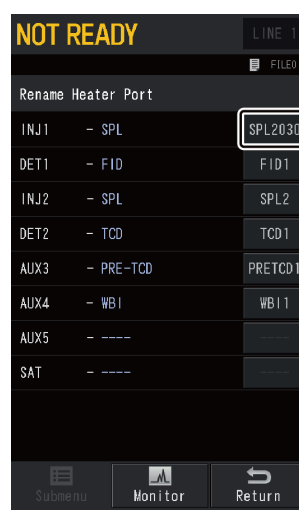 NOT READY LINE 1
FILE0
Rename Heater Port
INJ1 - SPL SPL2030
DET1 - FID FID1
INJ2 - SPL SPL2
DET2 - TCD TCD1
AUX3 - PRE-TCD PRETCD1
AUX4 - WBI WBI1
AUX5 - ---- ----
SAT - ---- ----
Submenu Monitor Return